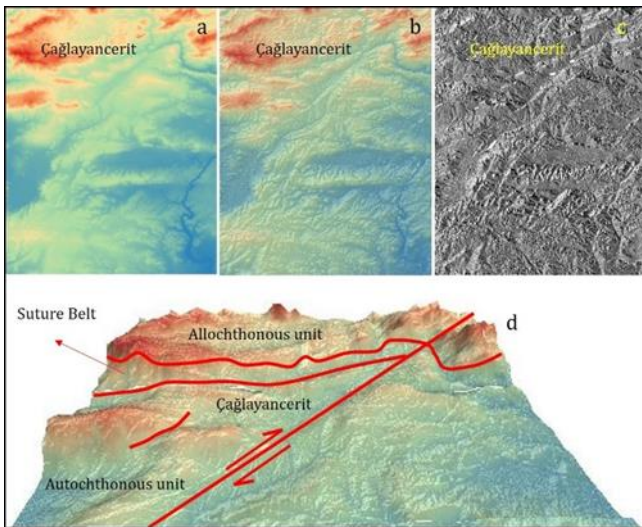 a
Çağlayancerit
b
Çağlayancerit
c
Çağlayancerit
d
Suture Belt
Allochthonous unit
Çağlayancerit
Autochthonous unit